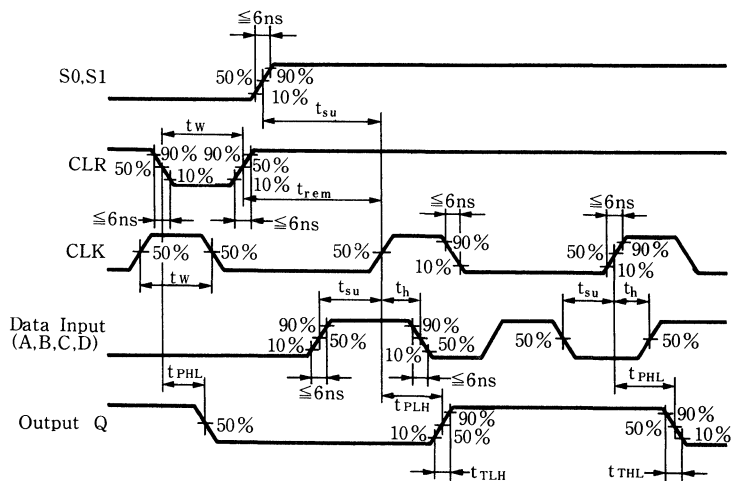 ≦6ns
S0,S1 50% 90% 10%
tsu
tw
CLR 50% 90% 10% 90% 50% 10%
trem
≦6ns ≦6ns ≦6ns ≦6ns
CLK 50% 50% 50% 90% 10% 50% 90% 10%
tw
tsu th tsu th
Data Input
(A,B,C,D)
90% 10% 50% 90% 10% 50% 50% 50%
≦6ns ≦6ns
tPHL tPLH tPHL
Output Q 50% 10% 90% 50% 50% 90% 10%
tTLH tTHL